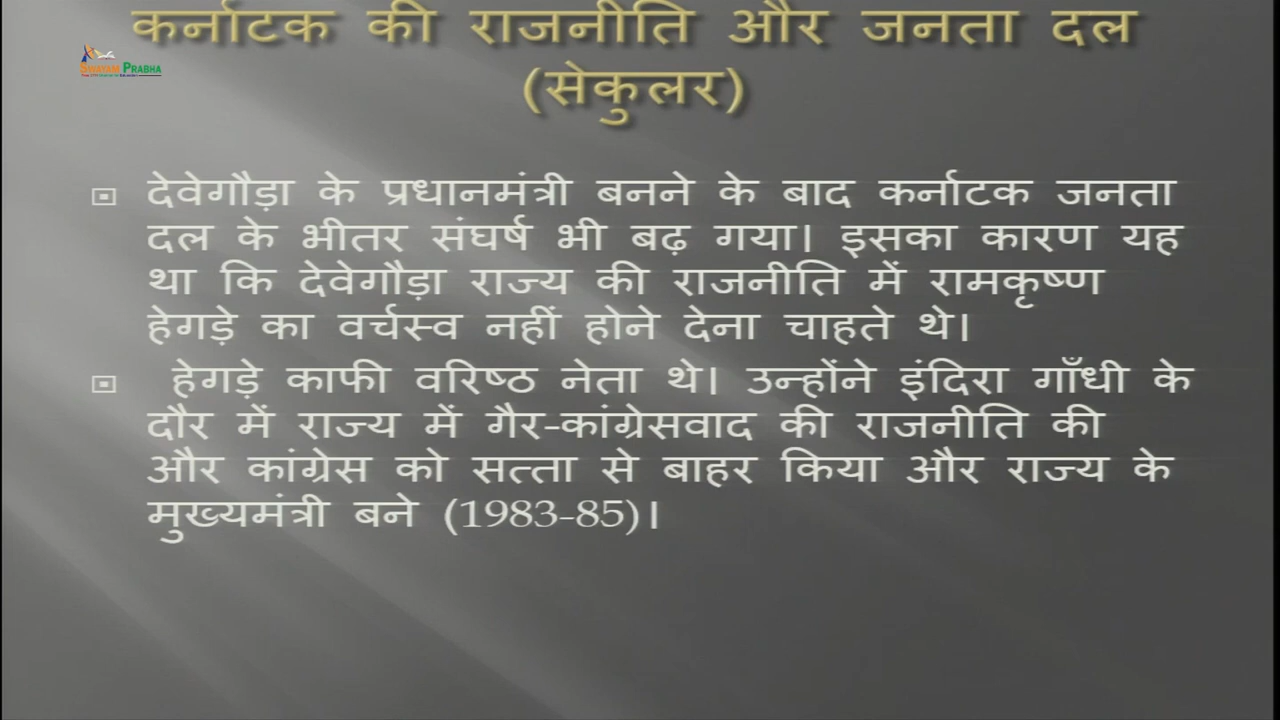 कर्नाटक की राजनीति और जनता दल
(सेकुलर)
SWAYAM PRABHA
देवेगौड़ा के प्रधानमंत्री बनने के बाद कर्नाटक जनता
दल के भीतर संघर्ष भी बढ़ गया। इसका कारण यह
था कि देवेगौड़ा राज्य की राजनीति में रामकृष्ण
हेगड़े का वर्चस्व नहीं होने देना चाहते थे।
हेगड़े काफी वरिष्ठ नेता थे। उन्होंने इंदिरा गाँधी के
दौर में राज्य में गैर-कांग्रेसवाद की राजनीति की
और कांग्रेस को सत्ता से बाहर किया और राज्य के
मुख्यमंत्री बने (1983-85)।